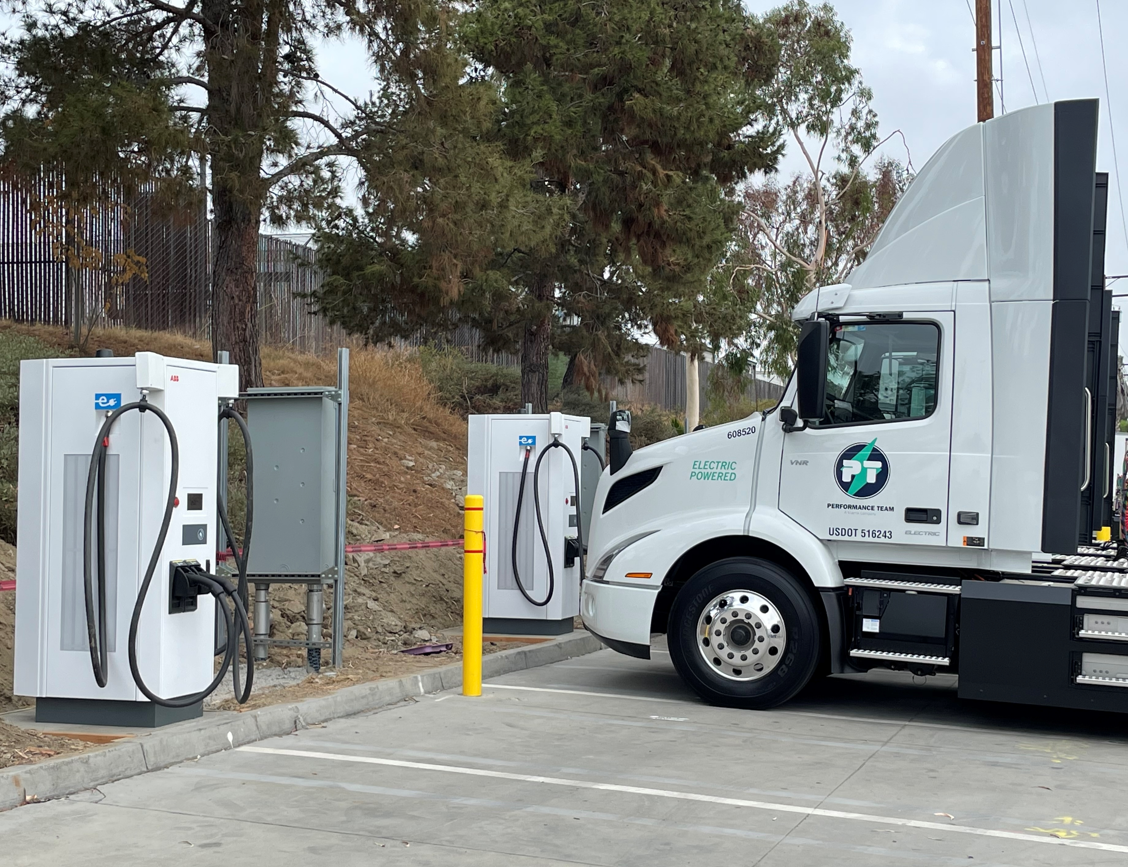 ABB
608520
ELECTRIC
POWERED
VNR
PT
PERFORMANCE TEAM
USDOT 516243
ELECTRIC